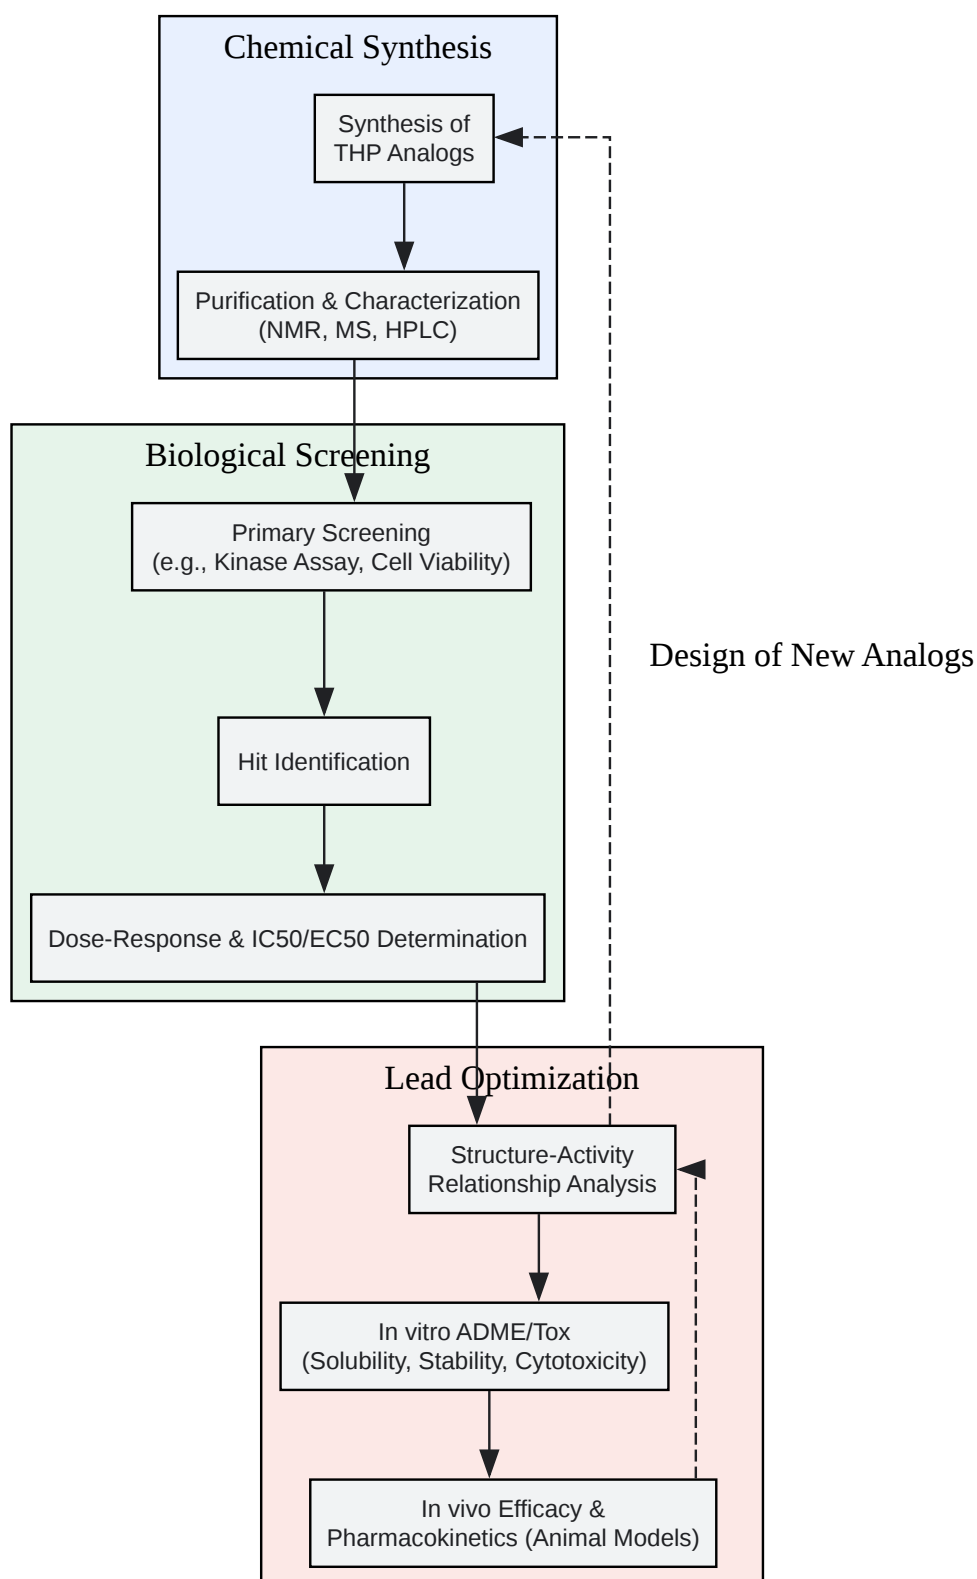 Chemical Synthesis
Synthesis of
THP Analogs
Purification & Characterization
(NMR, MS, HPLC)
Biological Screening
Primary Screening
(e.g., Kinase Assay, Cell Viability)
Design of New Analogs
Hit Identification
Dose-Response & IC50/EC50 Determination
Lead Optimization
Structure-Activity
Relationship Analysis
In vitro ADME/Tox
(Solubility, Stability, Cytotoxicity)
In vivo Efficacy &
Pharmacokinetics (Animal Models)